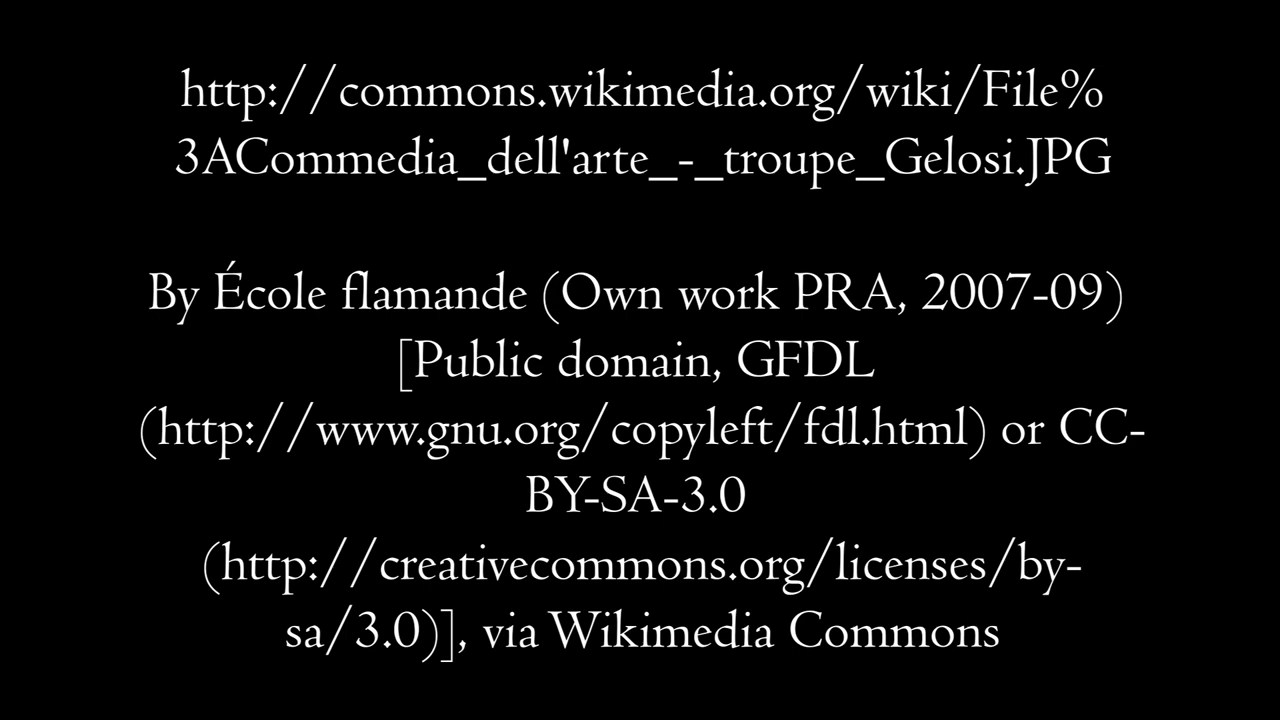 http://commons.wikimedia.org/wiki/File%
3ACommedia_dell'arte_-_troupe_Gelosi.JPG
By École flamande (Own work PRA, 2007-09)
[Public domain, GFDL
(http://www.gnu.org/copyleft/fdl.html) or CC-
BY-SA-3.0
(http://creativecommons.org/licenses/by-
sa/3.0)], via Wikimedia Commons